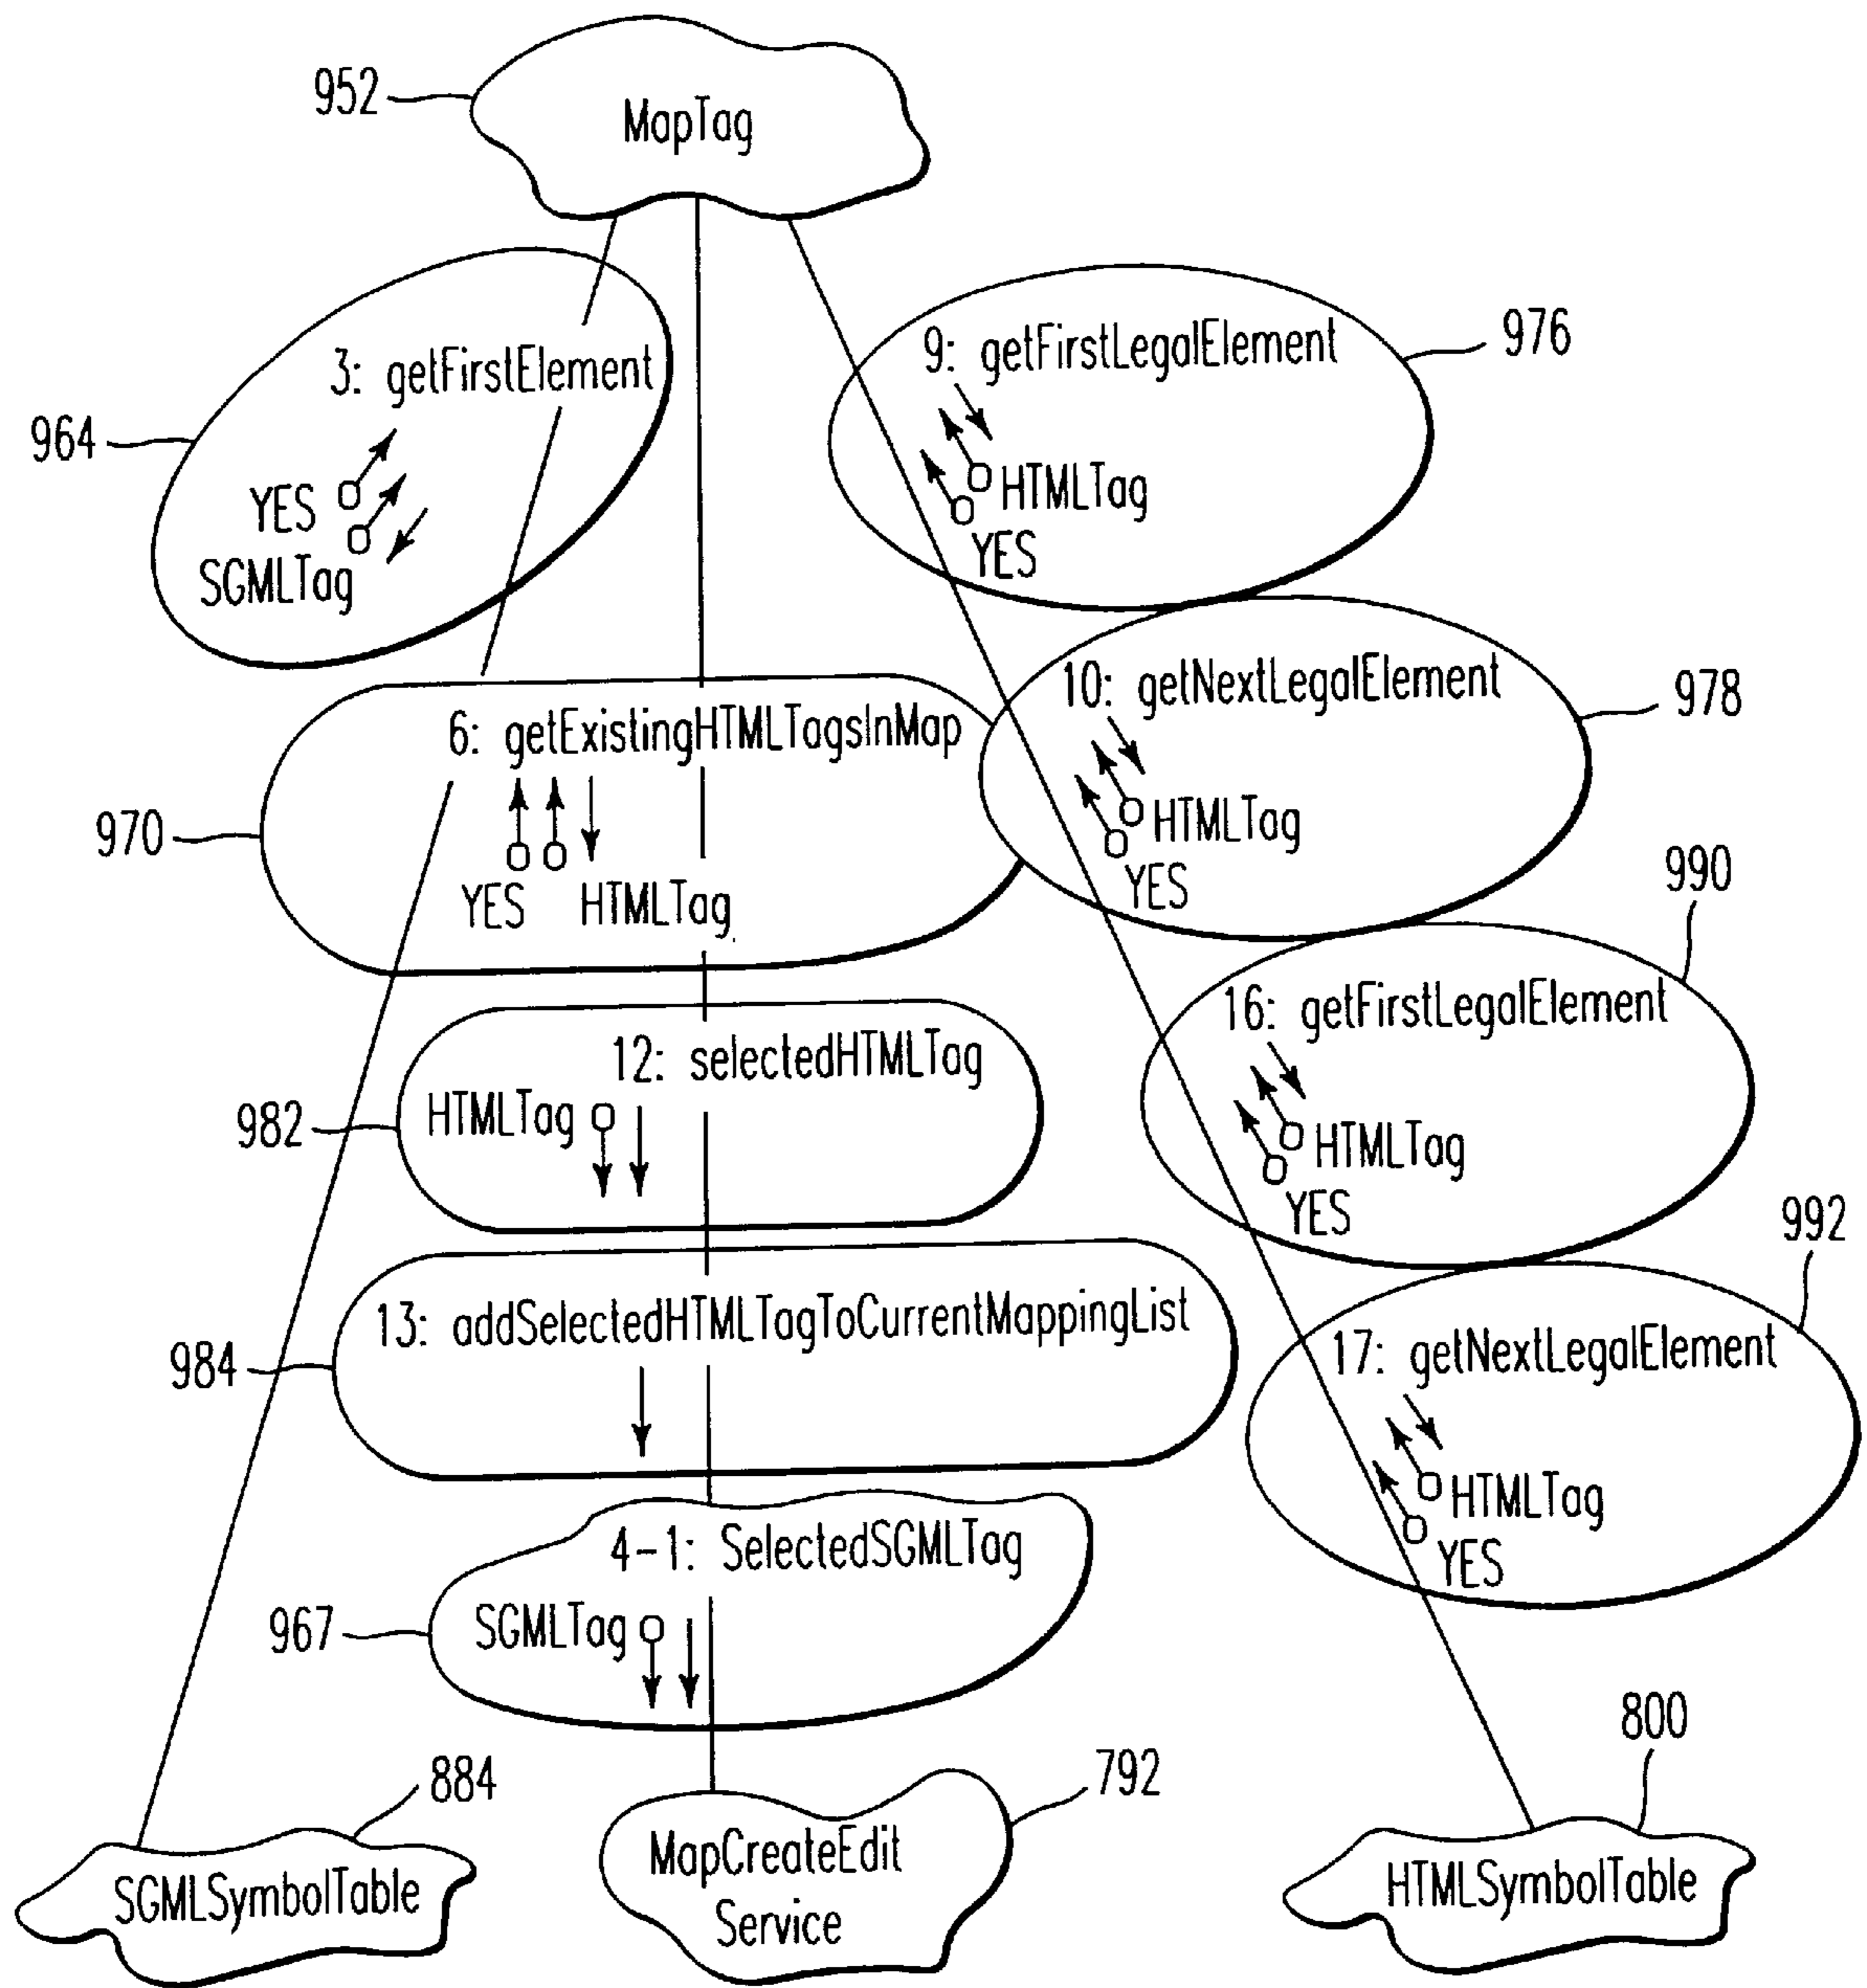 952
MapTag
3: getFirstElement
964
YES
SGMLTag
9: getFirstLegalElement
976
HTMLTag
YES
10: getNextLegalElement
978
HTMLTag
YES
6: getExistingHTMLTagsInMap
970
YES HTMLTag
990
16: getFirstLegalElement
HTMLTag
YES
12: selectedHTMLTag
982
HTMLTag
992
13: addSelectedHTMLTagToCurrentMappingList
984
17: getNextLegalElement
HTMLTag
YES
4-1: SelectedSGMLTag
967
SGMLTag
884
SGMLSymbolTable
792
MapCreateEdit
Service
800
HTMLSymbolTable